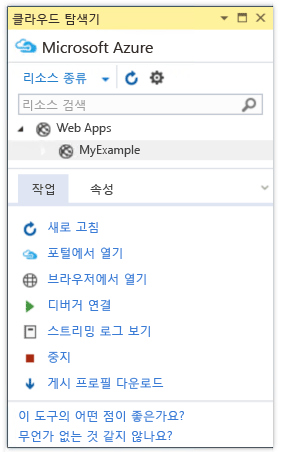 클라우드 탐색기
Microsoft Azure
리소스 종류
리소스 검색
Web Apps
MyExample
작업 속성
새로 고침
포털에서 열기
브라우저에서 열기
디버거 연결
스트리밍 로그 보기
중지
게시 프로필 다운로드
이 도구의 어떤 점이 좋은가요?
무언가가 없는 것 같지 않나요?